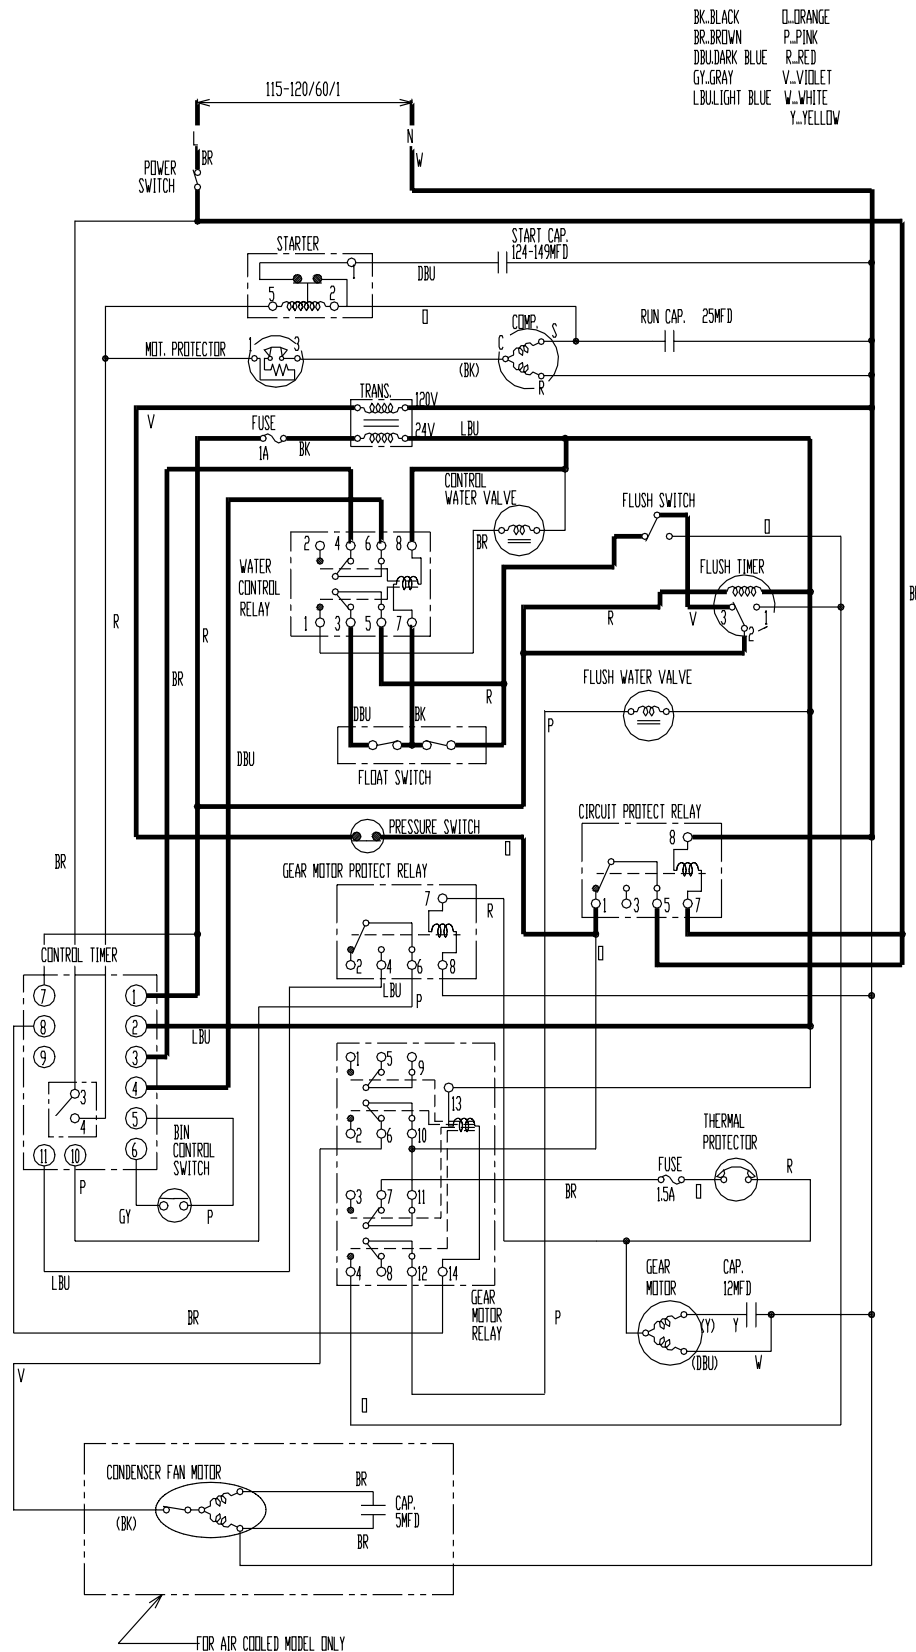 BK..BLACK O..ORANGE
BR..BROWN P..PINK
DBU.DARK BLUE R..RED
GY..GRAY V..VIOLET
LBU.LIGHT BLUE W..WHITE
Y..YELLOW
115-120/60/1
L N
BR W
POWER
SWITCH
STARTER
START CAP.
124-149MFD
DBU
5 2
O
RUN CAP. 25MFD
COMP.
S
C
R
MOT. PROTECTOR
1 3
(BK)
TRANS.
120V
V
FUSE
24V
LBU
1A
BK
CONTROL
WATER VALVE
FLUSH SWITCH
O
BR
2 4 6 8
WATER
CONTROL
RELAY
FLUSH TIMER
B
R
R
1 3 5 7
R
V
3 1
2
BR
FLUSH WATER VALVE
R
DBU
BK
P
DBU
FLOAT SWITCH
CIRCUIT PROTECT RELAY
PRESSURE SWITCH
O
8
BR
GEAR MOTOR PROTECT RELAY
7
R
1 3 5 7
CONTROL TIMER
O
2 4 6 8
7 1
LBU
P
8 2
LBU
9 3
1 5 9
4
13
3
4
5
2 6 10
BIN
CONTROL
SWITCH
THERMAL
PROTECTOR
11 10 6
FUSE
1.5A
O
R
P
BR
3 7 11
GY
P
LBU
4 8 12 14
GEAR
MOTOR
CAP.
12MFD
GEAR
MOTOR
RELAY
BR
P
(Y)
Y
(DBU)
W
V
O
CONDENSER FAN MOTOR
BR
CAP.
5MFD
(BK)
BR
FOR AIR COOLED MODEL ONLY